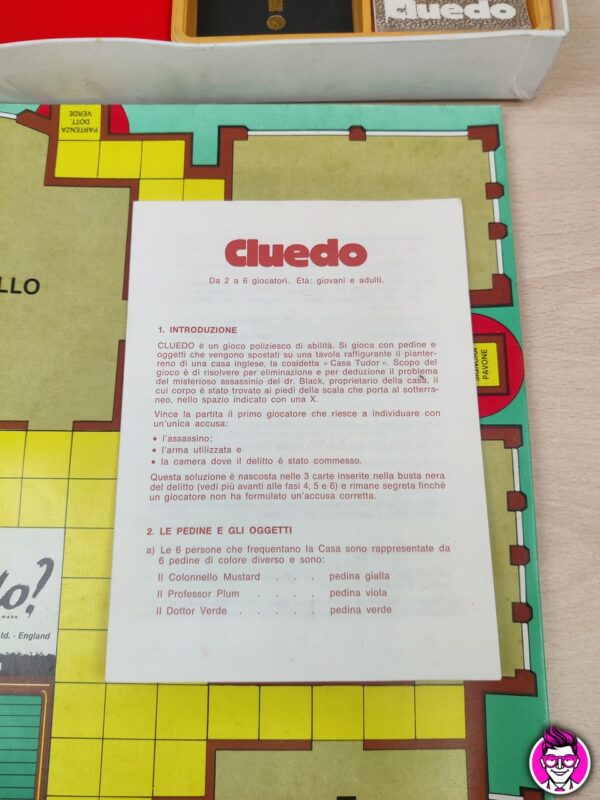 Cluedo
PARTENZA
DOTT.
VERDE
LLO
Cluedo
Da 2 a 6 giocatori. Età: giovani e adulti.
1. INTRODUZIONE
CLUEDO è un gioco poliziesco di abilità. Si gioca con pedine e
oggetti che vengono spostati su una tavola raffigurante il pianter-
reno di una casa inglese, la cosidetta « Casa Tudor ». Scopo del
gioco è di risolvere per eliminazione e per deduzione il problema
del misterioso assassinio del dr. Black, proprietario della casa, il
cui corpo è stato trovato ai piedi della scala che porta al sotterra-
neo, nello spazio indicato con una X.
Vince la partita il primo giocatore che riesce a individuare con
un'unica accusa:
• l'assassino;
• l'arma utilizzata e
• la camera dove il delitto è stato commesso.
Questa soluzione è nascosta nelle 3 carte inserite nella busta nera
del delitto (vedi più avanti alle fasi 4, 5 e 6) e rimane segreta finchè
un giocatore non ha formulato un'accusa corretta.
2. LE PEDINE E GLI OGGETTI
a) Le 6 persone che frequentano la Casa sono rappresentate da
6 pedine di colore diverso e sono:
Il Colonnello Mustard . . . pedina gialla
Il Professor Plum . . . . pedina viola
Il Dottor Verde . . . . . pedina verde
SIGNORA
PAVONE
do?
MARK
td. - England